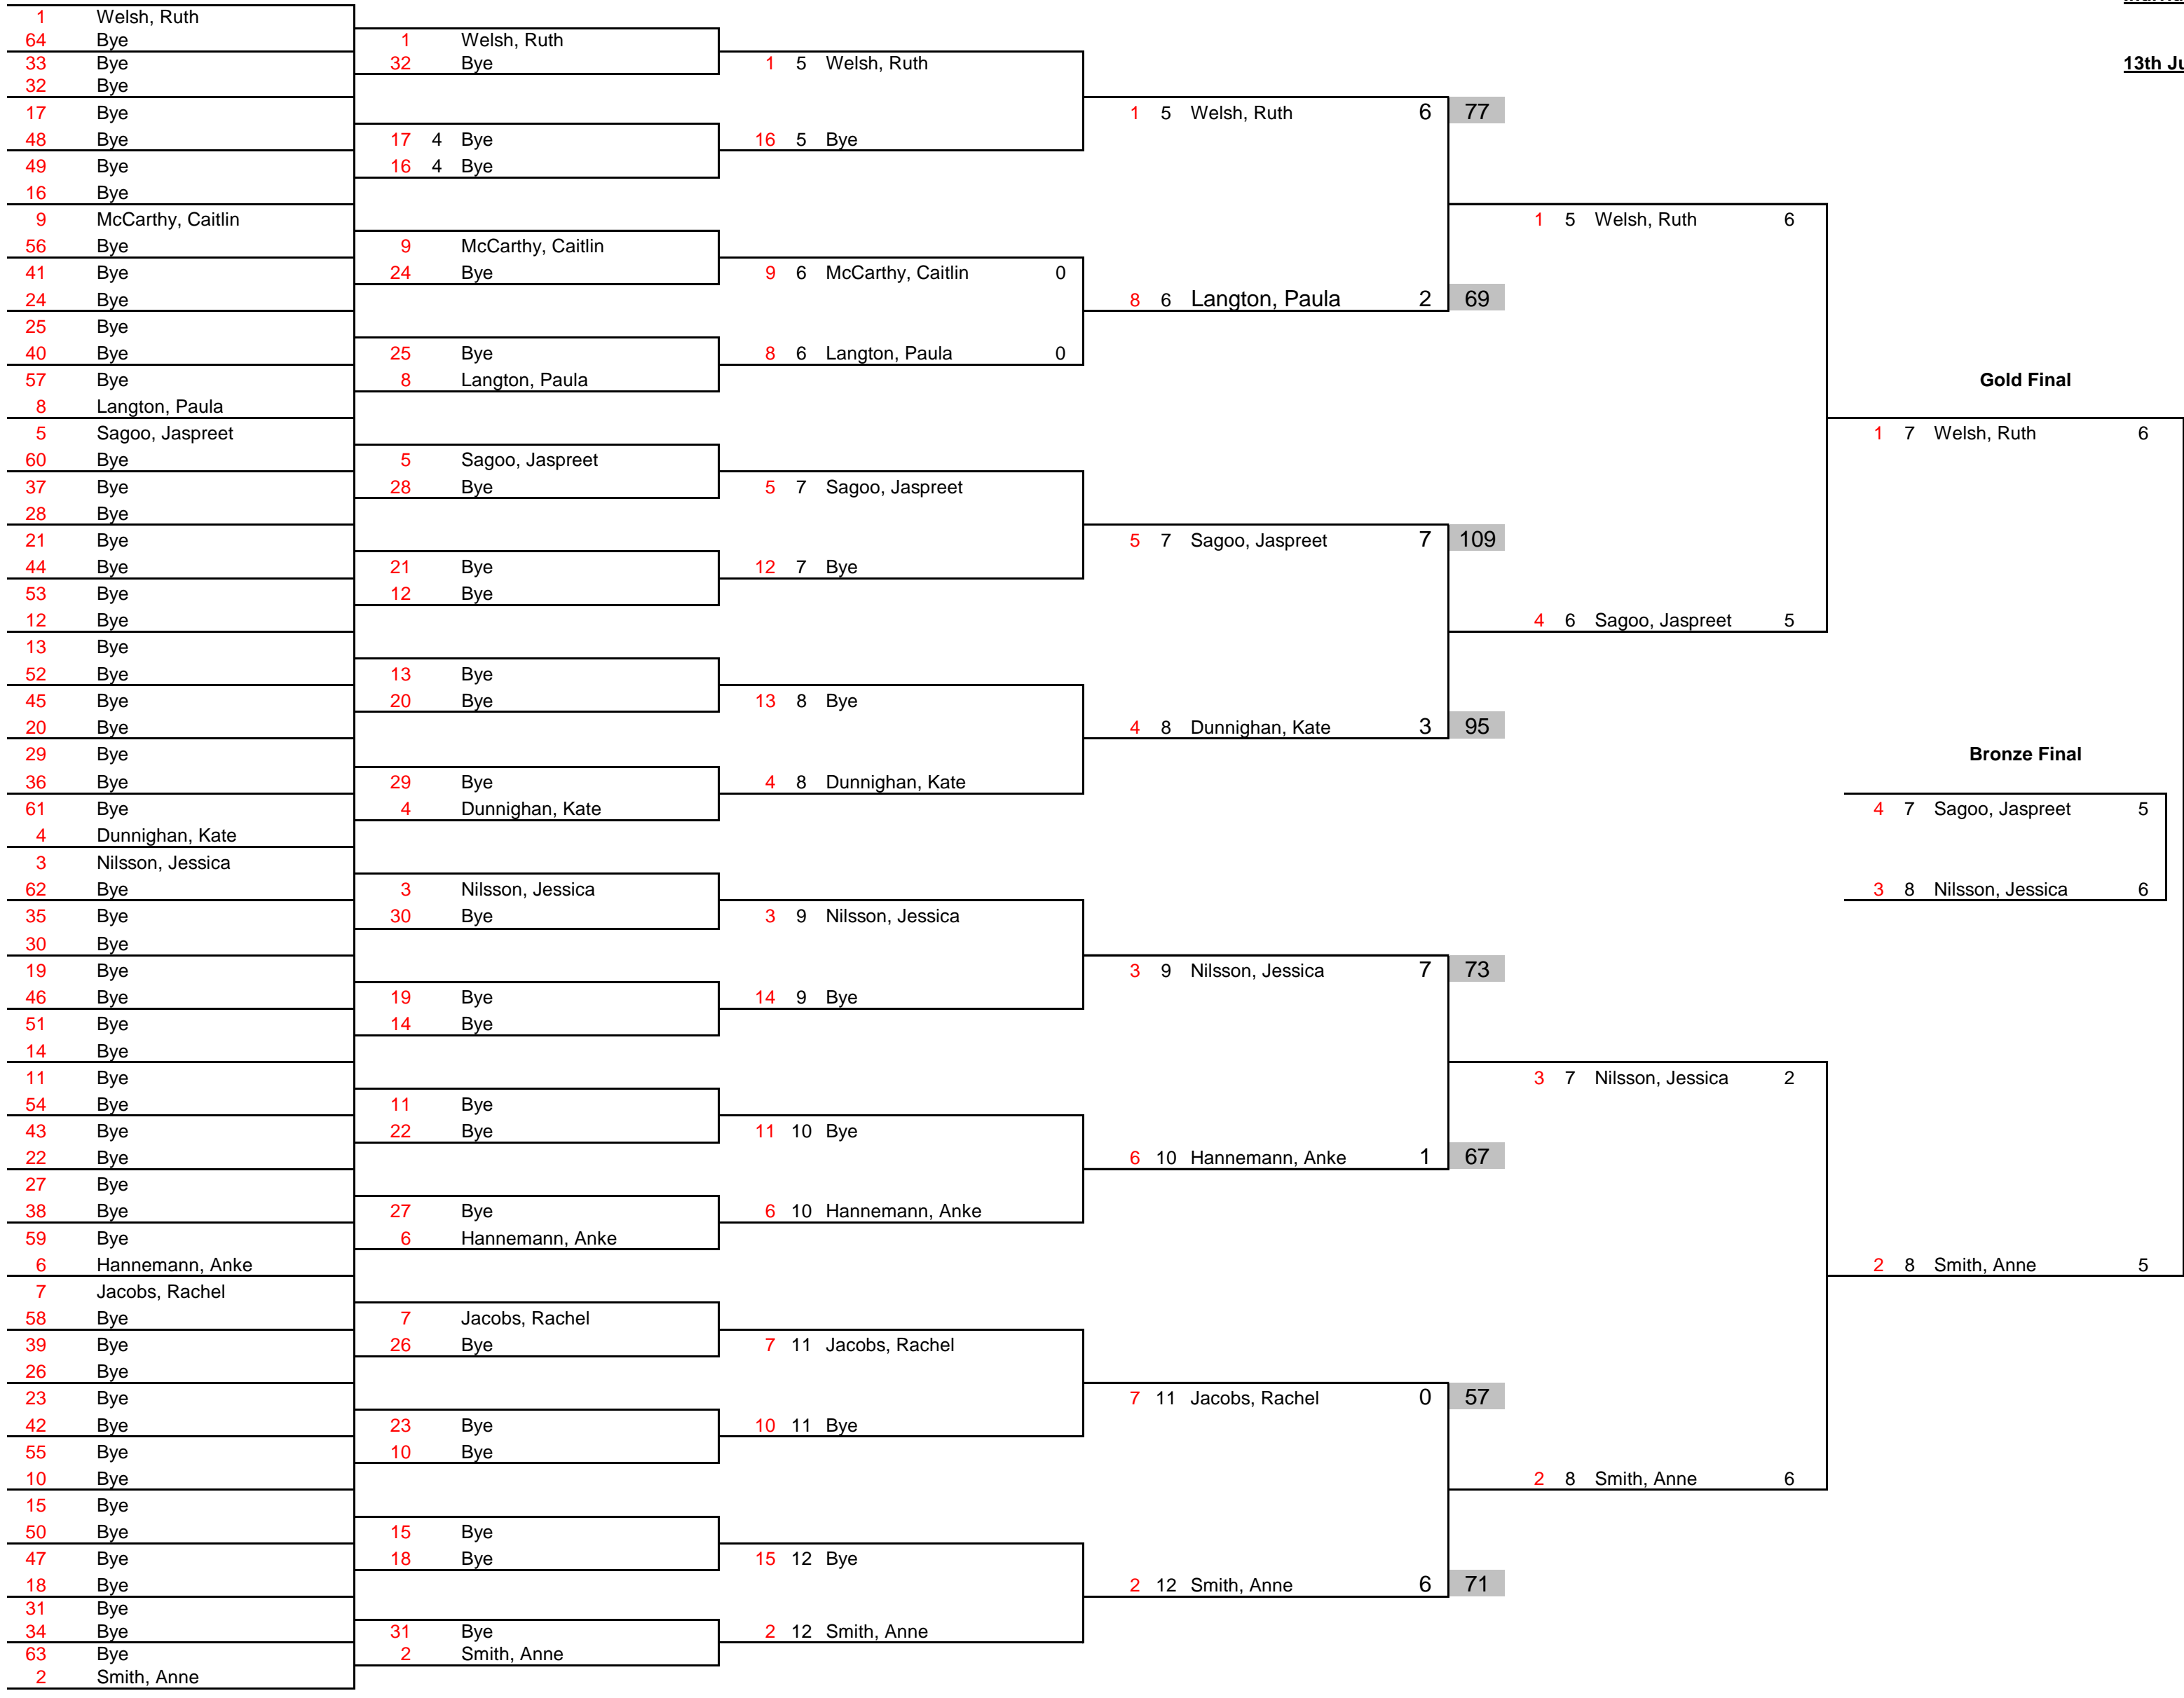 1 Welsh, Ruth
64 Bye
33 Bye
32 Bye
17 Bye
48 Bye
49 Bye
16 Bye
9 McCarthy, Caitlin
56 Bye
41 Bye
24 Bye
25 Bye
40 Bye
57 Bye
8 Langton, Paula
5 Sagoo, Jaspreet
60 Bye
37 Bye
28 Bye
21 Bye
44 Bye
53 Bye
12 Bye
13 Bye
52 Bye
45 Bye
20 Bye
29 Bye
36 Bye
61 Bye
4 Dunnighan, Kate
3 Nilsson, Jessica
62 Bye
35 Bye
30 Bye
19 Bye
46 Bye
51 Bye
14 Bye
11 Bye
54 Bye
43 Bye
22 Bye
27 Bye
38 Bye
59 Bye
6 Hannemann, Anke
7 Jacobs, Rachel
58 Bye
39 Bye
26 Bye
23 Bye
42 Bye
55 Bye
10 Bye
15 Bye
50 Bye
47 Bye
18 Bye
31 Bye
34 Bye
63 Bye
2 Smith, Anne
1 Welsh, Ruth
32 Bye
17 4 Bye
16 4 Bye
9 McCarthy, Caitlin
24 Bye
25 Bye
8 Langton, Paula
5 Sagoo, Jaspreet
28 Bye
21 Bye
12 Bye
13 Bye
20 Bye
29 Bye
4 Dunnighan, Kate
3 Nilsson, Jessica
30 Bye
19 Bye
14 Bye
11 Bye
22 Bye
27 Bye
6 Hannemann, Anke
7 Jacobs, Rachel
26 Bye
23 Bye
10 Bye
15 Bye
18 Bye
31 Bye
2 Smith, Anne
1 5 Welsh, Ruth
16 5 Bye
9 6 McCarthy, Caitlin 0
8 6 Langton, Paula 0
5 7 Sagoo, Jaspreet
12 7 Bye
13 8 Bye
4 8 Dunnighan, Kate
3 9 Nilsson, Jessica
14 9 Bye
11 10 Bye
6 10 Hannemann, Anke
7 11 Jacobs, Rachel
10 11 Bye
15 12 Bye
2 12 Smith, Anne
1 5 Welsh, Ruth 6 77
8 6 Langton, Paula 2 69
5 7 Sagoo, Jaspreet 7 109
4 8 Dunnighan, Kate 3 95
3 9 Nilsson, Jessica 7 73
6 10 Hannemann, Anke 1 67
7 11 Jacobs, Rachel 0 57
2 12 Smith, Anne 6 71
1 5 Welsh, Ruth 6
4 6 Sagoo, Jaspreet 5
3 7 Nilsson, Jessica 2
2 8 Smith, Anne 6
13th Ju
Gold Final
1 7 Welsh, Ruth 6
Bronze Final
4 7 Sagoo, Jaspreet 5
3 8 Nilsson, Jessica 6
2 8 Smith, Anne 5